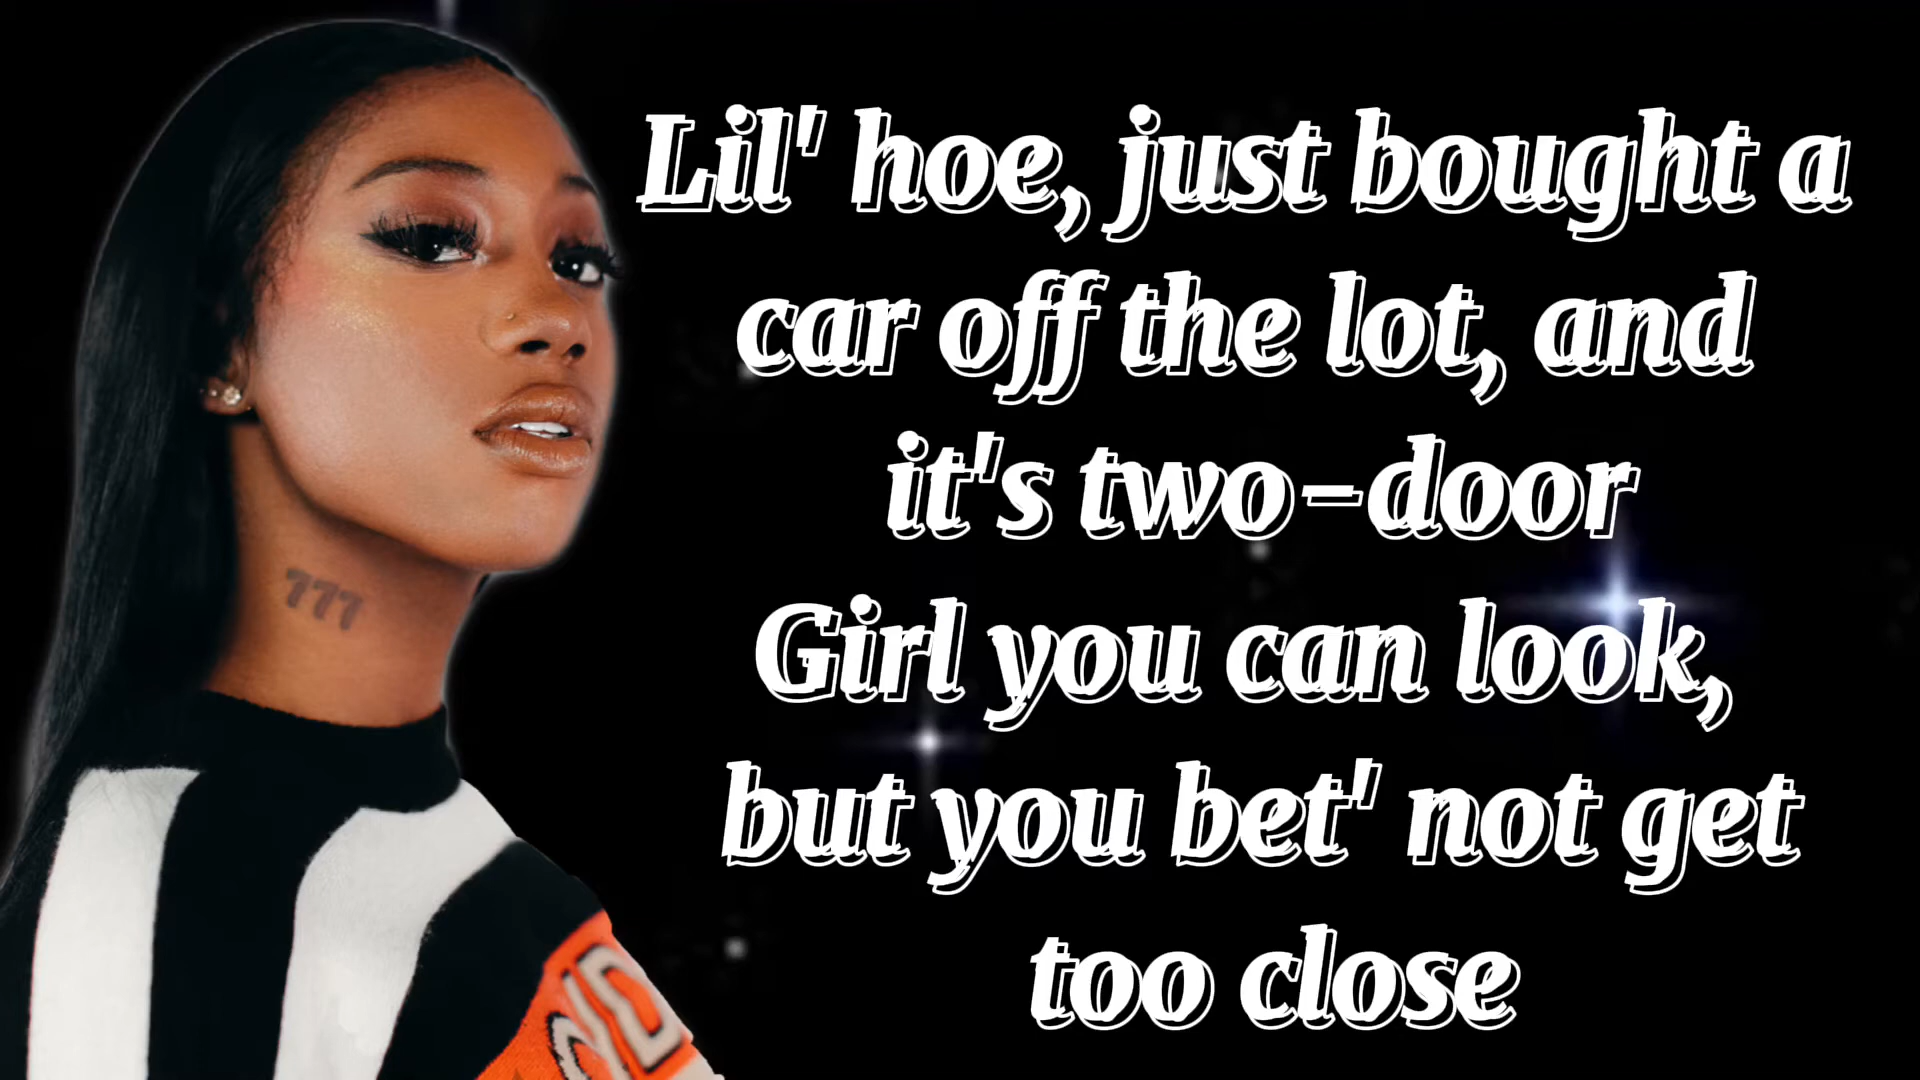 Lil' hoe, just bought a
car off the lot, and
it's two-door
Girl you can look,
but you bet' not get
too close
777